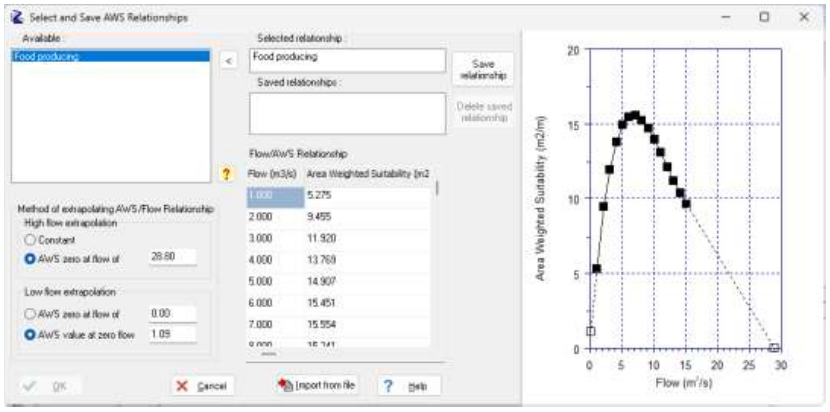 Select and Save AWS Relationships
Available :
Food producing
<
Selected relationship :
Food producing
Save relationship
Saved relationships :
Delete saved relationship
Flow/AWS Relationship
?
Flow (m3/s) Area Weighted Suitability (m2
1.000 5.275
2.000 9.455
3.000 11.920
4.000 13.769
5.000 14.907
6.000 15.451
7.000 15.554
8.000 15.241
Method of extrapolating AWS/Flow Relationship
High flow extrapolation
Constant
AWS zero at flow of 28.80
Low flow extrapolation
AWS zero at flow of 0.00
AWS value at zero flow 1.09
OK
Cancel
Import from file
? Help
Area Weighted Suitability (m2/m)
20
15
10
5
0
0 5 10 15 20 25 30
Flow (m³/s)